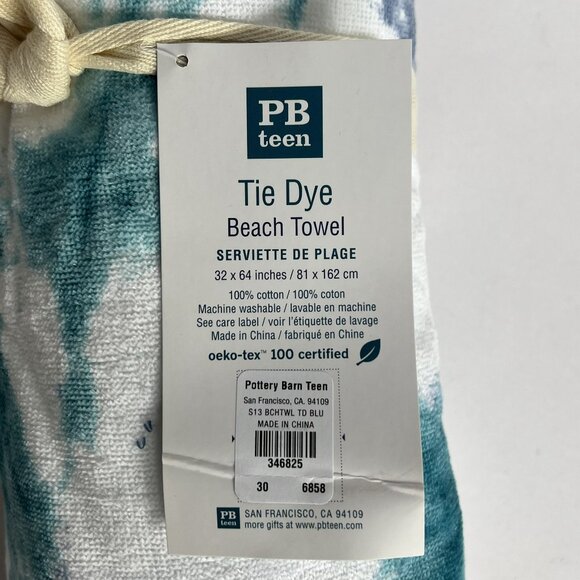 PB
teen
Tie Dye
Beach Towel
SERVIETTE DE PLAGE
32 x 64 inches / 81 x 162 cm
100% cotton / 100% coton
Machine washable / lavable en machine
See care label / voir l'étiquette de lavage
Made in China / fabriqué en Chine
oeko-tex™ 100 certified
Pottery Barn Teen
San Francisco, CA. 94109
S13 BCHTWL TD BLU
MADE IN CHINA
346825
30 6858
PB
teen
SAN FRANCISCO, CA 94109
more gifts at www.pbteen.com